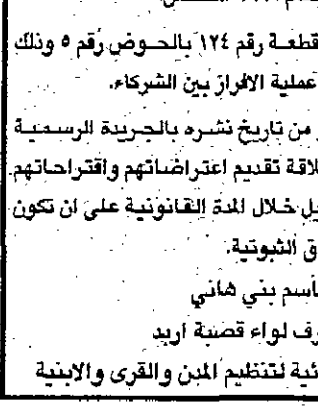 قطعة رقم ١٢٤ بالحوض رقم ٥ وذلك
عملية الافراز بين الشركاء.
من تاريخ نشره بالجريدة الرسمية
لاقة تقديم اعتراضاتهم واقتراحاتهم.
يل خلال المدة القانونية على ان تكون
ق الثبوتية.
اسم بني هاني
رف لواء قصبة اربد
ئية لتنظيم المدن والقرى والابنية